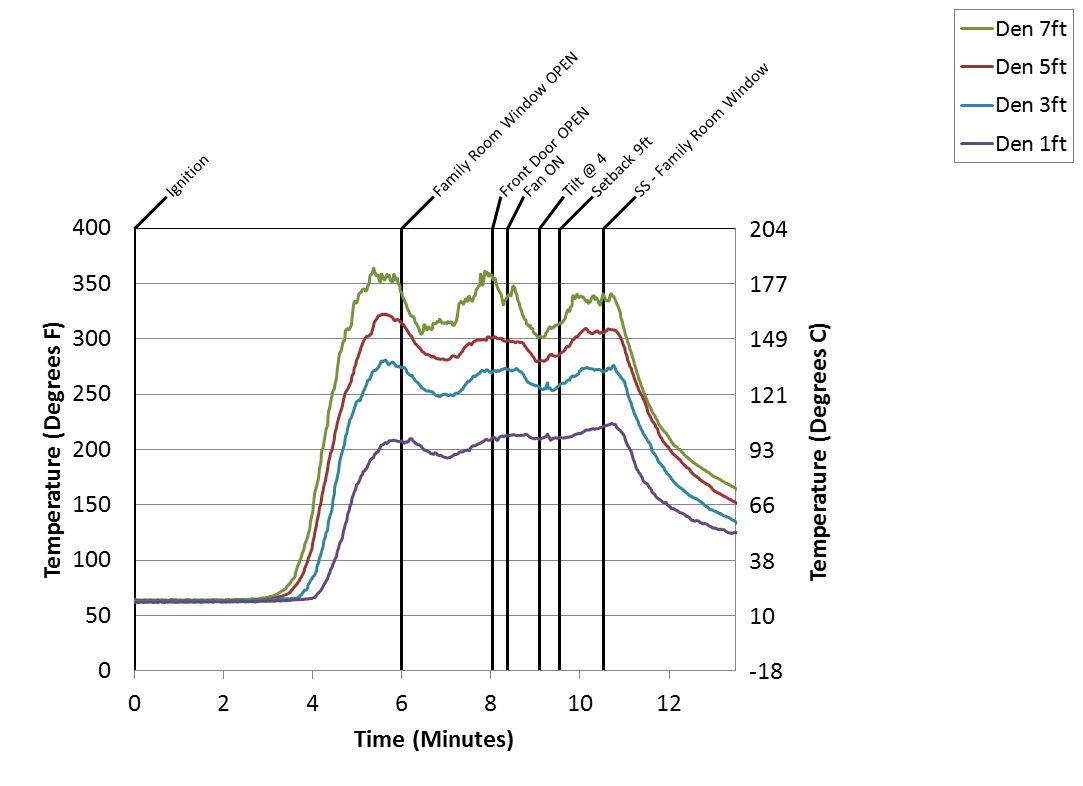 Den 7ft
Den 5ft
Den 3ft
Den 1ft
Ignition
Family Room Window OPEN
Front Door OPEN
Fan ON
Tilt @ 4
Setback 9ft
SS - Family Room Window
400
350
300
250
200
150
100
50
0
Temperature (Degrees F)
204
177
149
121
93
66
38
10
-18
Temperature (Degrees C)
0 2 4 6 8 10 12
Time (Minutes)